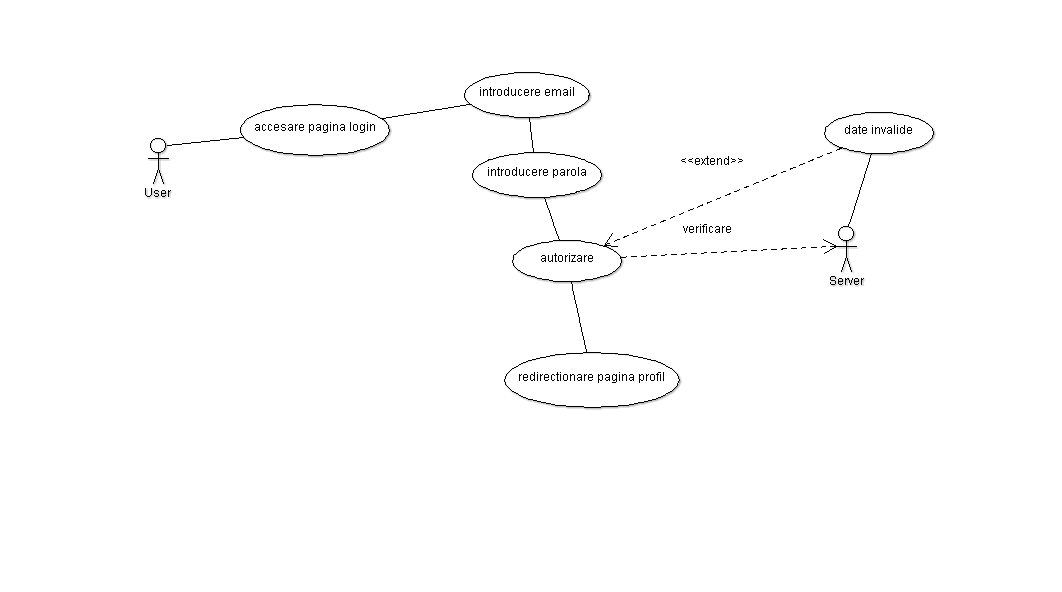 introducere email
accesare pagina login
date invalide
<<extend>>
introducere parola
User
verificare
autorizare
Server
redirectionare pagina profil